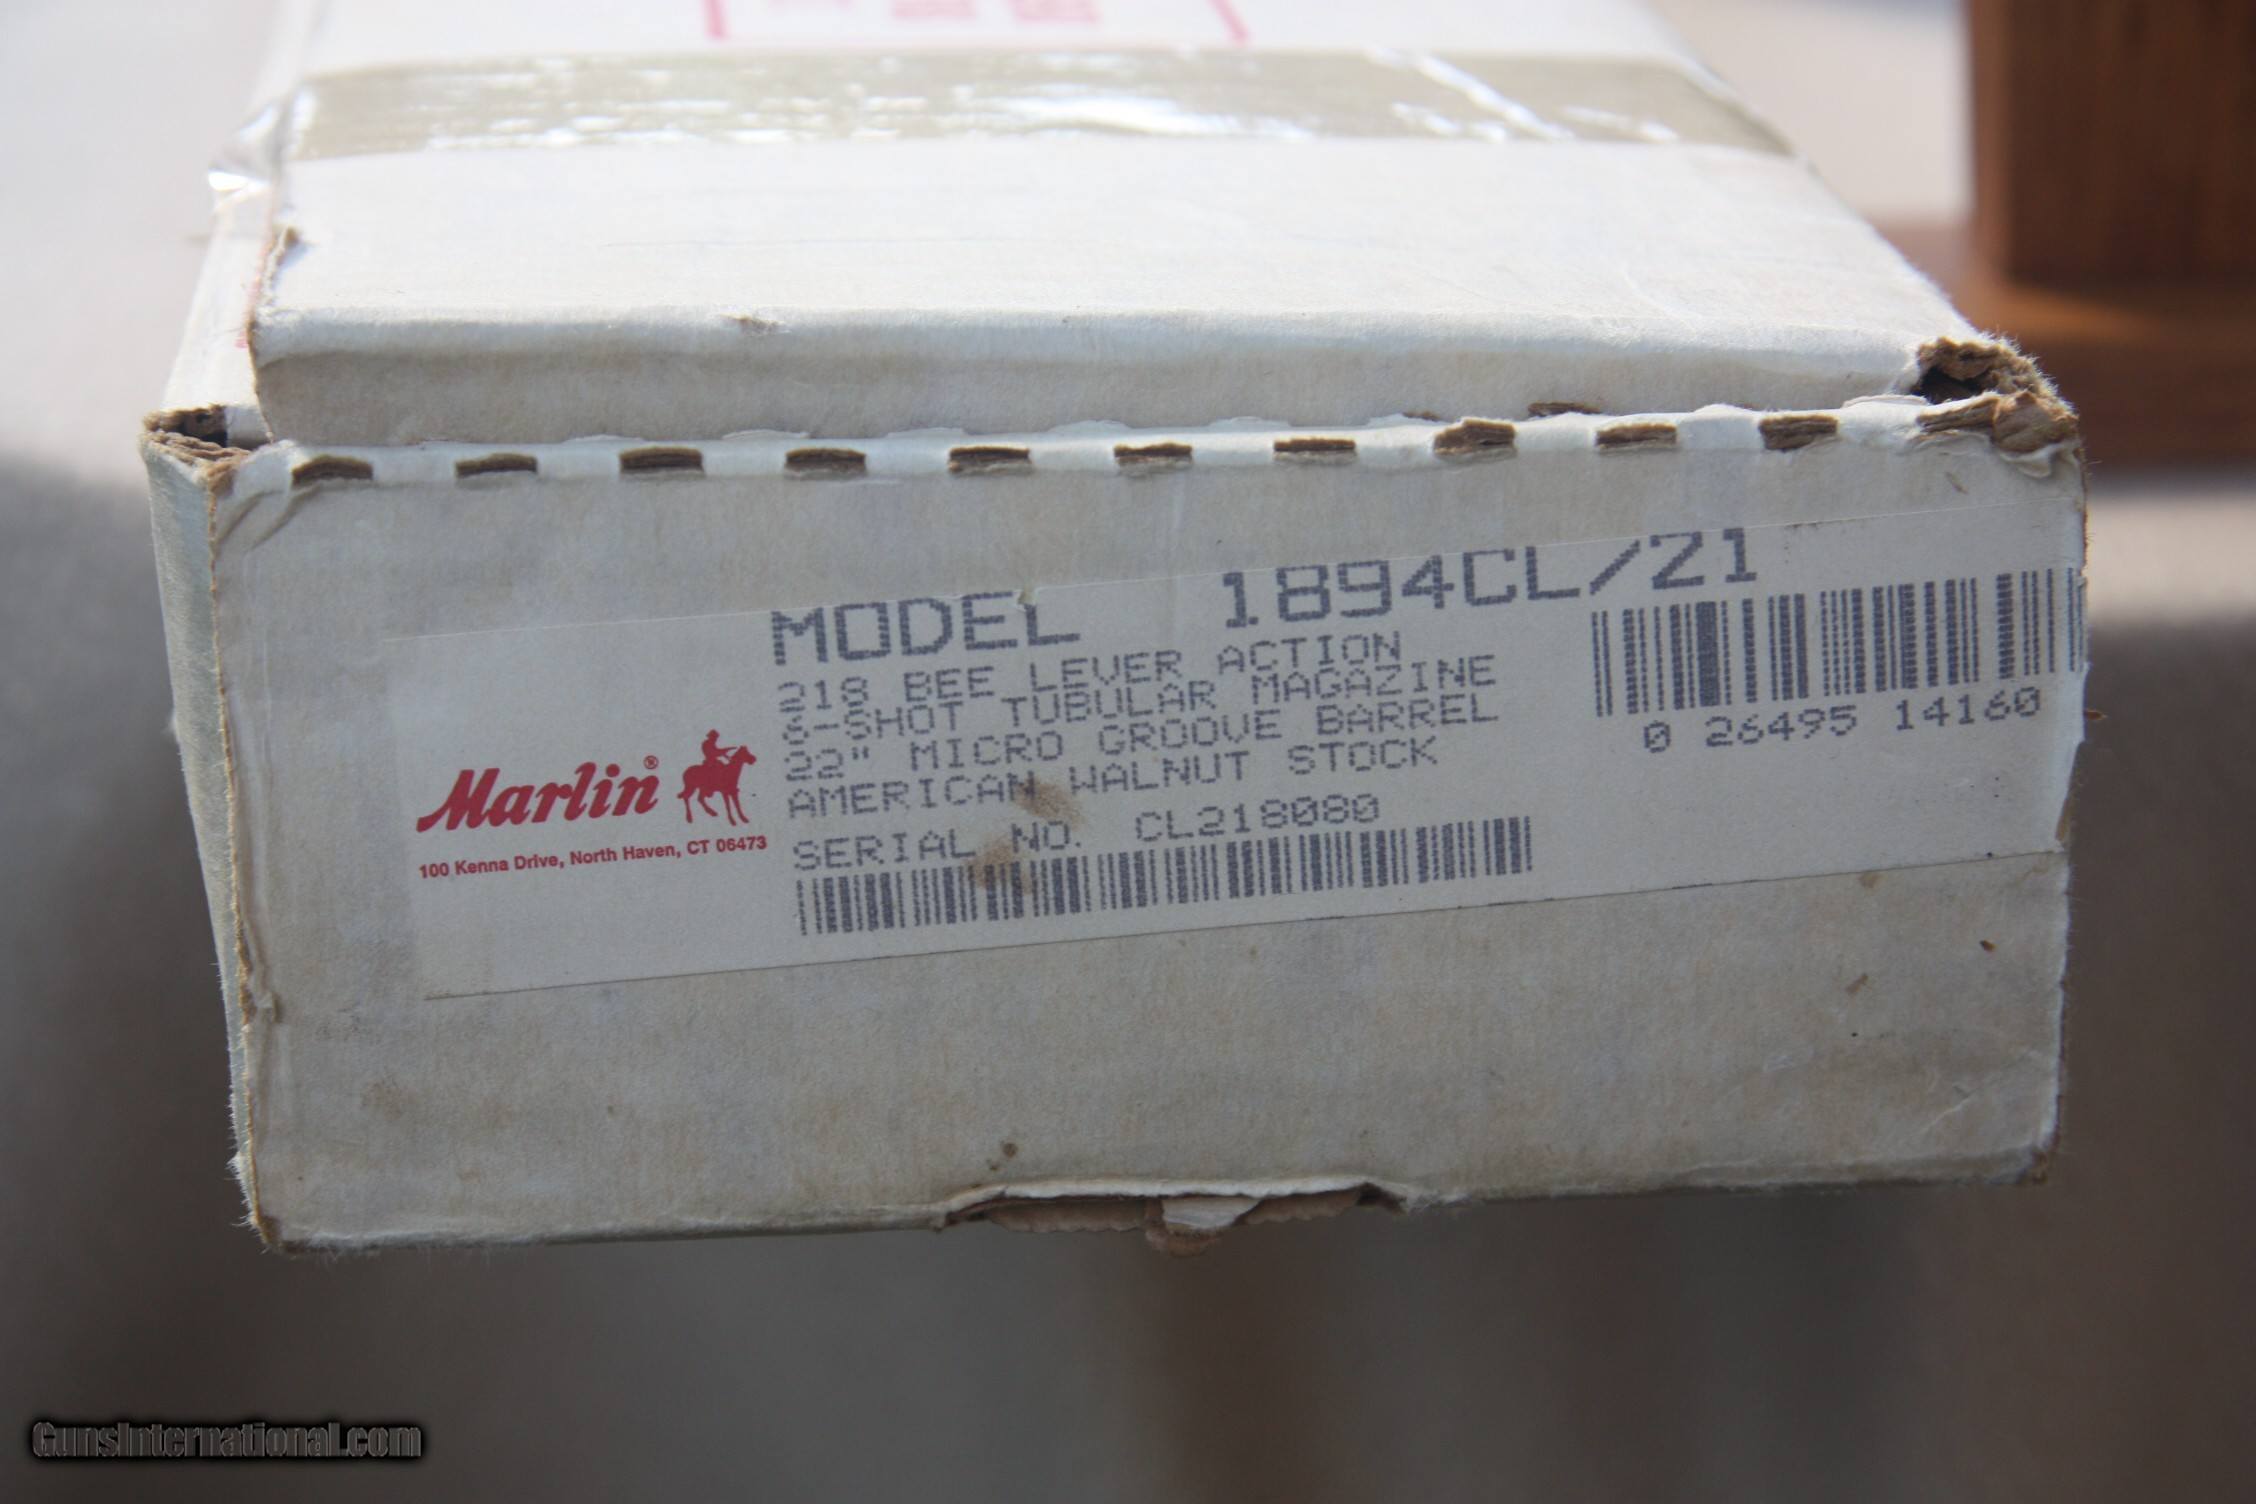 MODEL 1894CL/21
218 BEE LEVER ACTION
6-SHOT TUBULAR MAGAZINE
22" MICRO GROOVE BARREL
AMERICAN WALNUT STOCK
SERIAL NO. CL218080
0 26495 14160
Marlin®
100 Kenna Drive, North Haven, CT 06473
GunsInternational.com